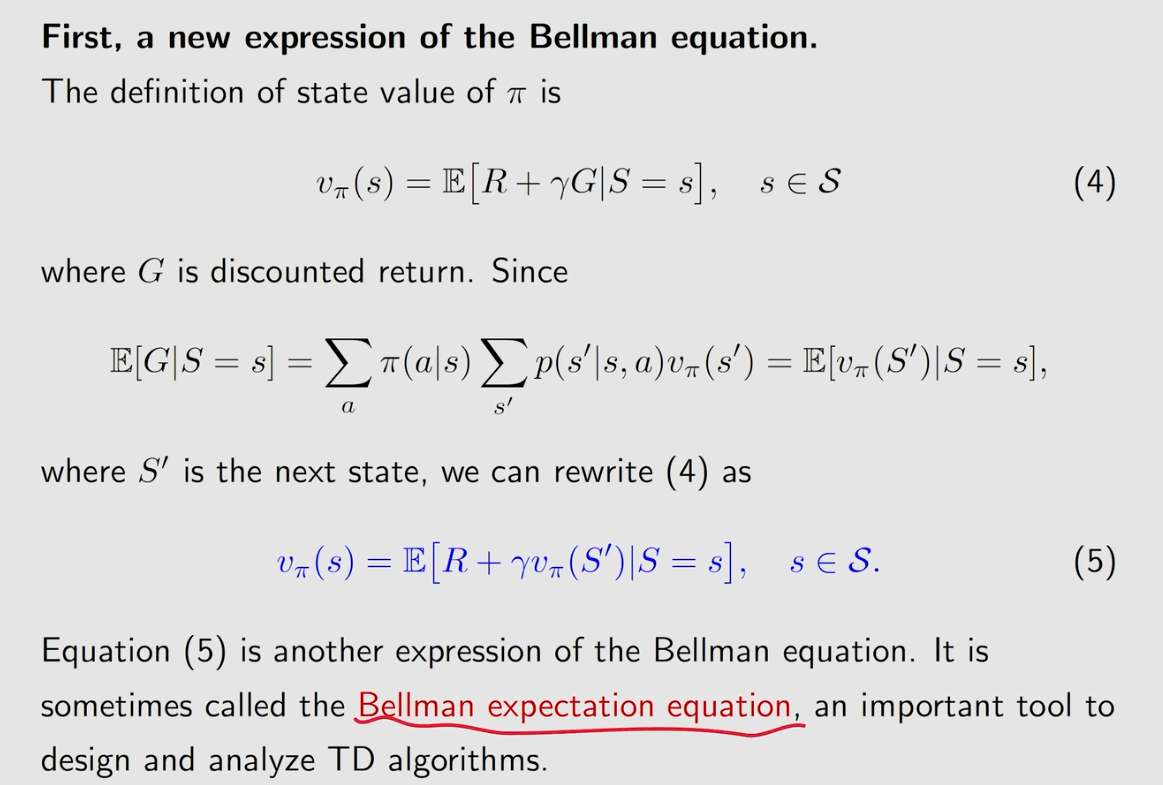 First, a new expression of the Bellman equation.
The definition of state value of π is
v_π(s) = 𝔼[R + γG|S = s], s ∈ 𝒮 (4)
where G is discounted return. Since
𝔼[G|S = s] = ∑_a π(a|s) ∑_{s′} p(s′|s, a)v_π(s′) = 𝔼[v_π(S′)|S = s],
where S′ is the next state, we can rewrite (4) as
v_π(s) = 𝔼[R + γv_π(S′)|S = s], s ∈ 𝒮. (5)
Equation (5) is another expression of the Bellman equation. It is
sometimes called the Bellman expectation equation, an important tool to
design and analyze TD algorithms.